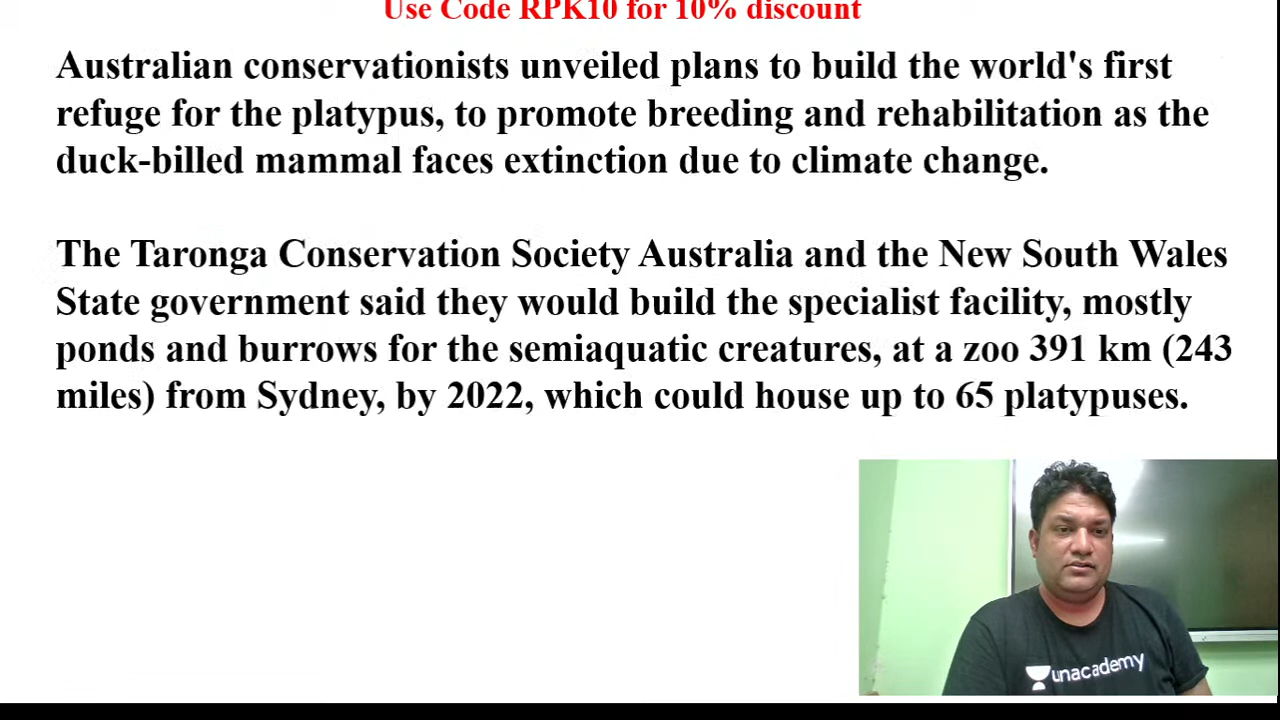 Use Code RPK10 for 10% discount
Australian conservationists unveiled plans to build the world's first
refuge for the platypus, to promote breeding and rehabilitation as the
duck-billed mammal faces extinction due to climate change.
The Taronga Conservation Society Australia and the New South Wales
State government said they would build the specialist facility, mostly
ponds and burrows for the semiaquatic creatures, at a zoo 391 km (243
miles) from Sydney, by 2022, which could house up to 65 platypuses.
unacademy